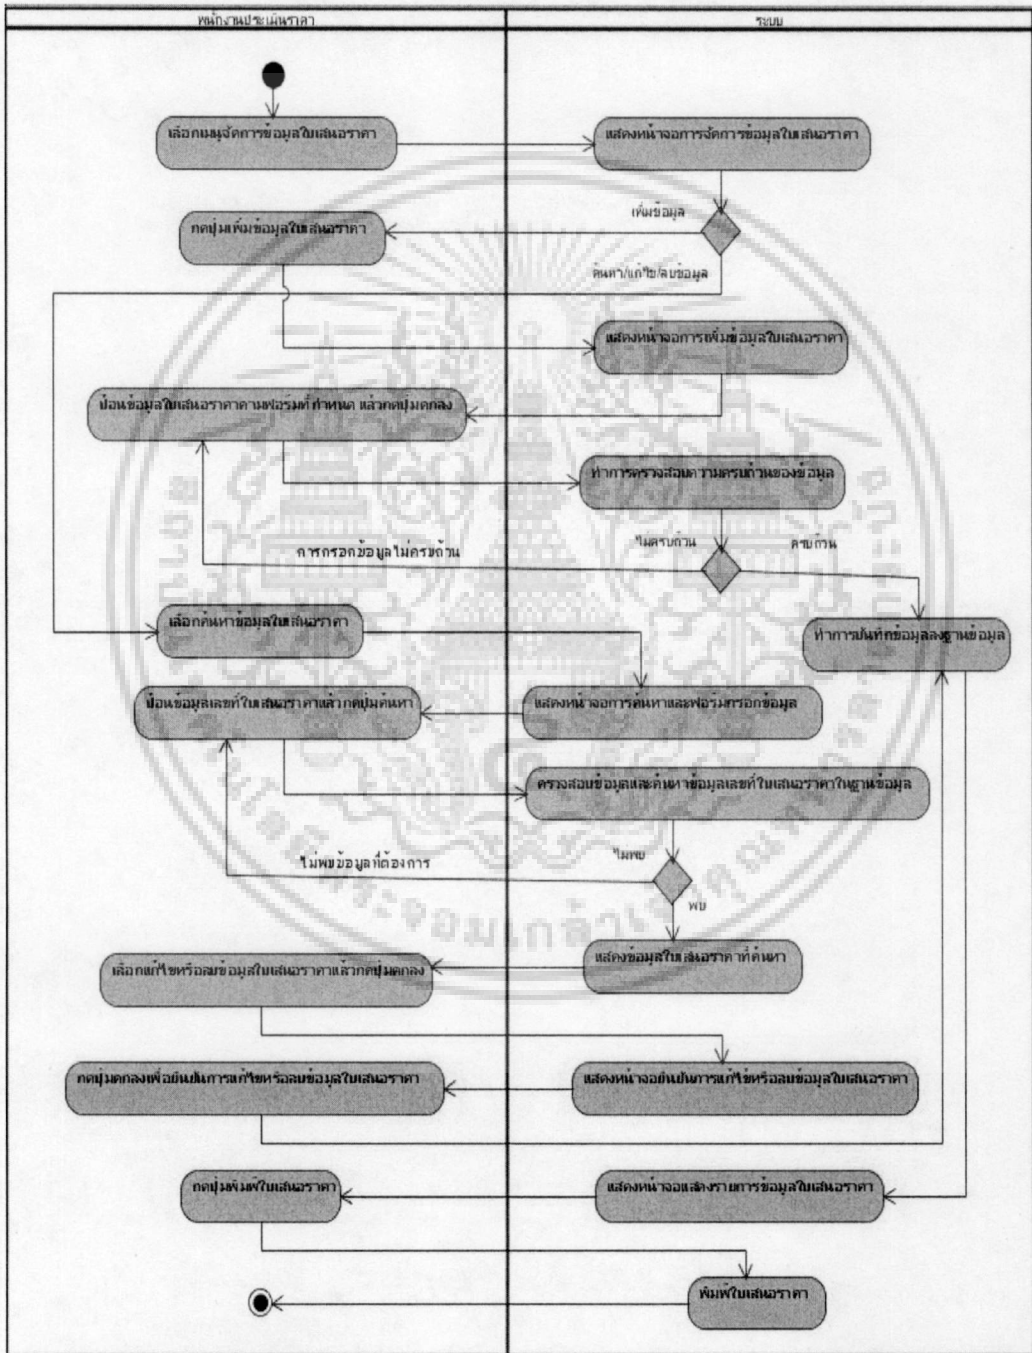 พนักงานประเมินราคา
ระบบ
เลือกเมนูจัดการข้อมูลใบเสนอราคา
แสดงหน้าจอการจัดการข้อมูลใบเสนอราคา
เพิ่มข้อมูล
กดปุ่มเพิ่มข้อมูลใบเสนอราคา
ค้นหา/แก้ไข/ลบข้อมูล
แสดงหน้าจอการเพิ่มข้อมูลใบเสนอราคา
ป้อนข้อมูลใบเสนอราคาตามฟอร์มที่กำหนด แล้วกดปุ่มตกลง
ทำการตรวจสอบความครบถ้วนของข้อมูล
ไม่ครบถ้วน
ครบถ้วน
การกรอกข้อมูลไม่ครบถ้วน
เลือกค้นหาข้อมูลใบเสนอราคา
ทำการบันทึกข้อมูลลงฐานข้อมูล
ป้อนข้อมูลเลขที่ใบเสนอราคาแล้วกดปุ่มค้นหา
แสดงหน้าจอการค้นหาและฟอร์มกรอกข้อมูล
ตรวจสอบข้อมูลและค้นหาข้อมูลเลขที่ใบเสนอราคาในฐานข้อมูล
ไม่พบ
ไม่พบข้อมูลที่ต้องการ
พบ
แสดงข้อมูลใบเสนอราคาที่ค้นหา
เลือกแก้ไขหรือลบข้อมูลใบเสนอราคาแล้วกดปุ่มตกลง
กดปุ่มตกลงเพื่อยืนยันการแก้ไขหรือลบข้อมูลใบเสนอราคา
แสดงหน้าจอยืนยันการแก้ไขหรือลบข้อมูลใบเสนอราคา
กดปุ่มพิมพ์ใบเสนอราคา
แสดงหน้าจอแสดงรายการข้อมูลใบเสนอราคา
พิมพ์ใบเสนอราคา